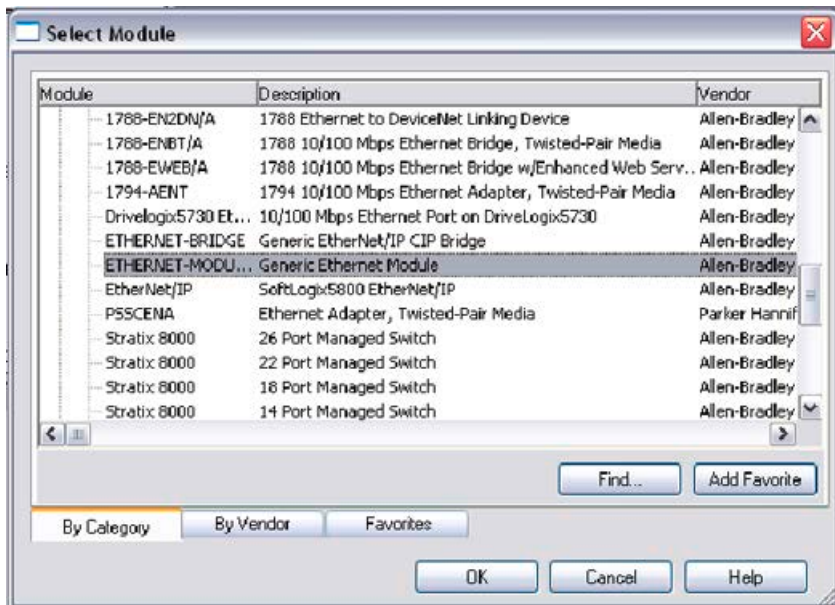 Select Module
Module Description Vendor
1788-EN2DN/A 1788 Ethernet to DeviceNet Linking Device Allen-Bradley
1788-ENBT/A 1788 10/100 Mbps Ethernet Bridge, Twisted-Pair Media Allen-Bradley
1788-EWEB/A 1788 10/100 Mbps Ethernet Bridge w/Enhanced Web Serv... Allen-Bradley
1794-AENT 1794 10/100 Mbps Ethernet Adapter, Twisted-Pair Media Allen-Bradley
Drivelogix5730 Et... 10/100 Mbps Ethernet Port on DriveLogix5730 Allen-Bradley
ETHERNET-BRIDGE Generic EtherNet/IP CIP Bridge Allen-Bradley
ETHERNET-MODU... Generic Ethernet Module Allen-Bradley
EtherNet/IP SoftLogix5800 EtherNet/IP Allen-Bradley
PSSCENA Ethernet Adapter, Twisted-Pair Media Parker Hannif
Stratix 8000 26 Port Managed Switch Allen-Bradley
Stratix 8000 22 Port Managed Switch Allen-Bradley
Stratix 8000 18 Port Managed Switch Allen-Bradley
Stratix 8000 14 Port Managed Switch Allen-Bradley
Find... Add Favorite
By Category By Vendor Favorites
OK Cancel Help